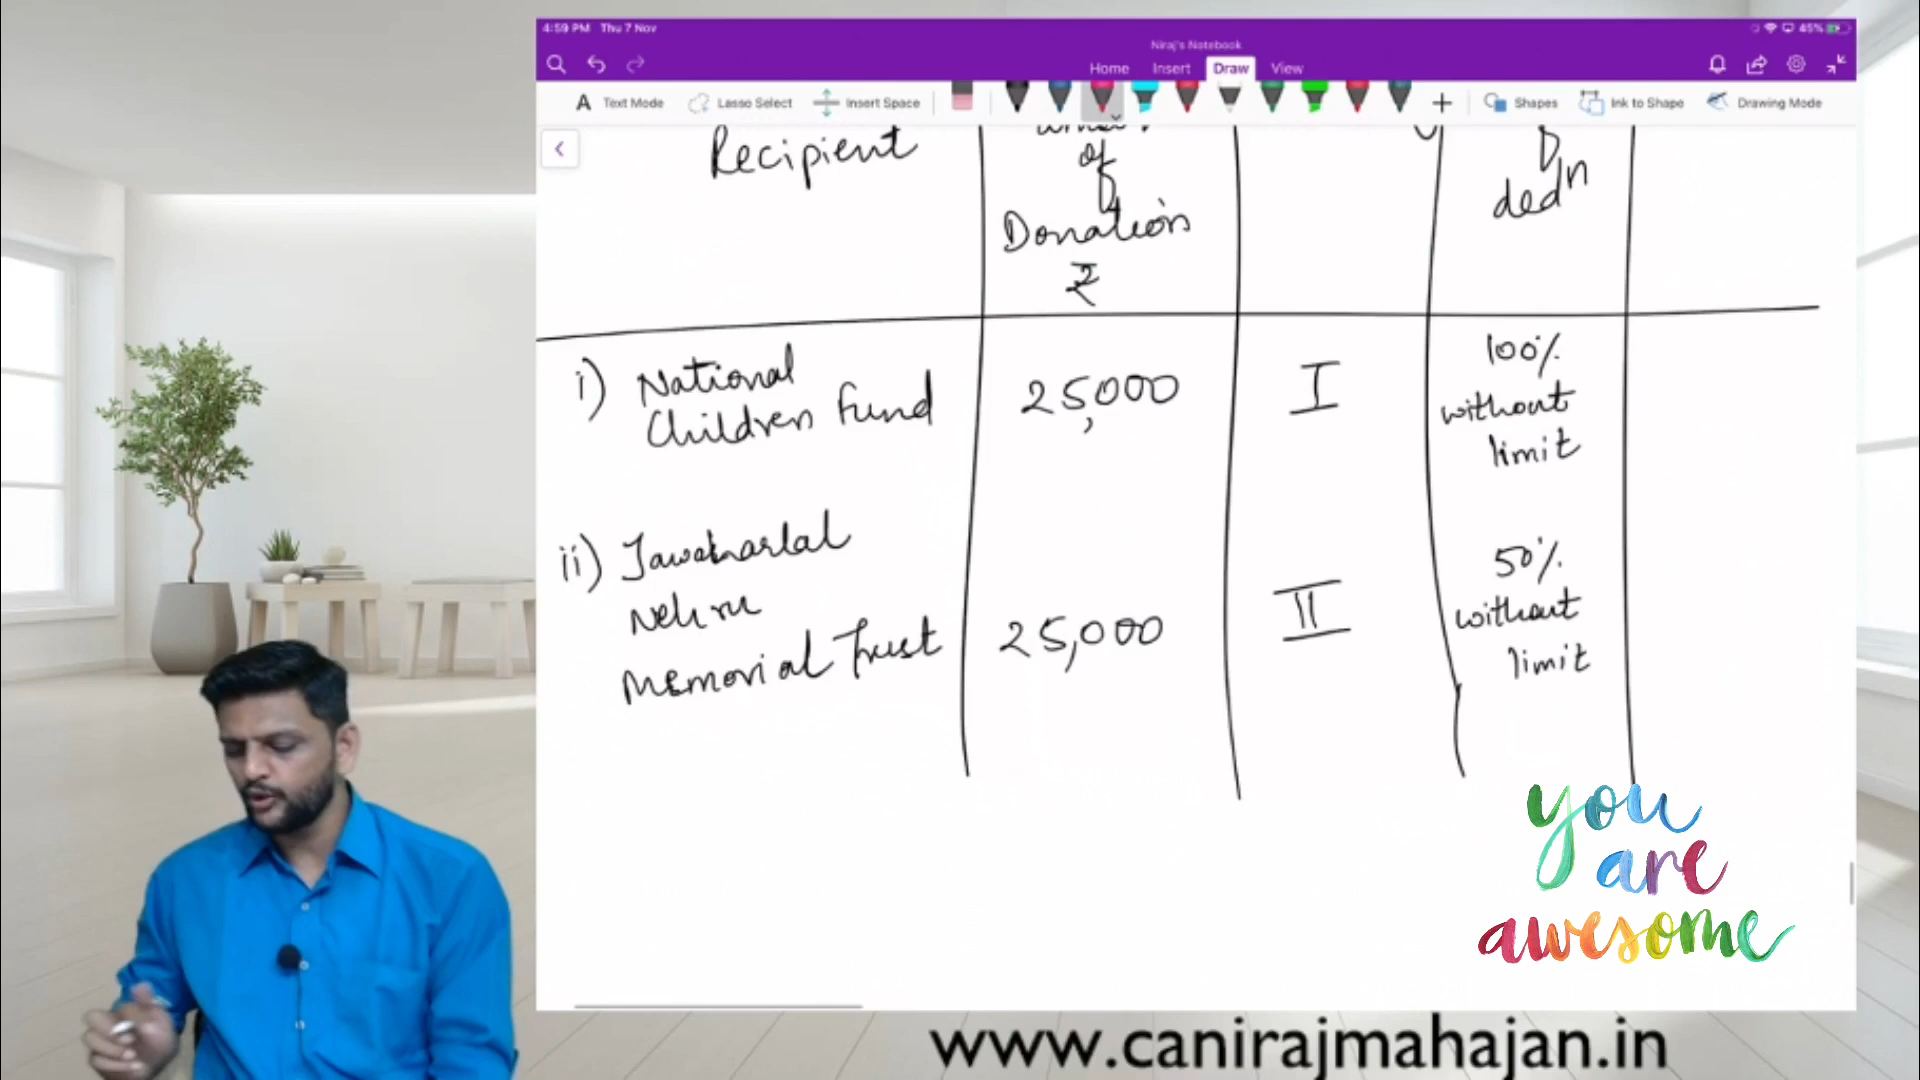 4:59 PM Thu 7 Nov
45%
Niraj's Notebook
Home Insert Draw View
A Text Mode Lasso Select Insert Space Shapes Ink to Shape Drawing Mode
Recipient
of
Donations
₹
dedn
i) National
Children Fund
25,000
I
100%
without
limit
ii) Jawaharlal
Nehru
Memorial Trust
25,000
II
50%
without
limit
you
are
awesome
www.canirajmahajan.in